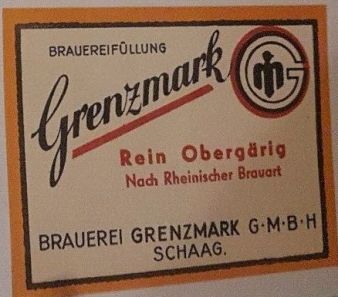 BRAUEREIFÜLLUNG
Grenzmark
Rein Obergärig
Nach Rheinischer Brauart
BRAUEREI GRENZMARK G·M·B·H
SCHAAG.